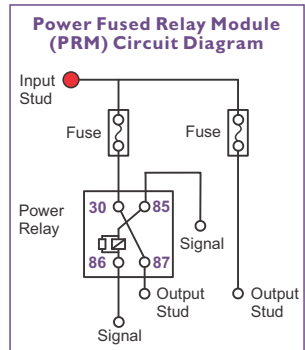 Power Fused Relay Module
(PRM) Circuit Diagram
Input
Stud
Fuse
Fuse
Power
Relay
30
85
86
87
Signal
Output
Stud
Output
Stud
Signal